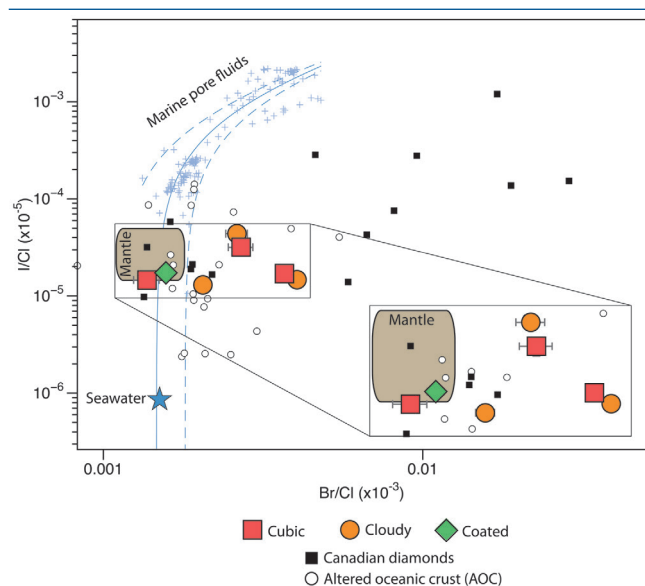 10⁻³
Marine pore fluids
10⁻⁴
I/Cl (x10⁻⁵)
Mantle
10⁻⁵
Mantle
10⁻⁶
Seawater
0.001
0.01
Br/Cl (x10⁻³)
Cubic
Cloudy
Coated
Canadian diamonds
Altered oceanic crust (AOC)